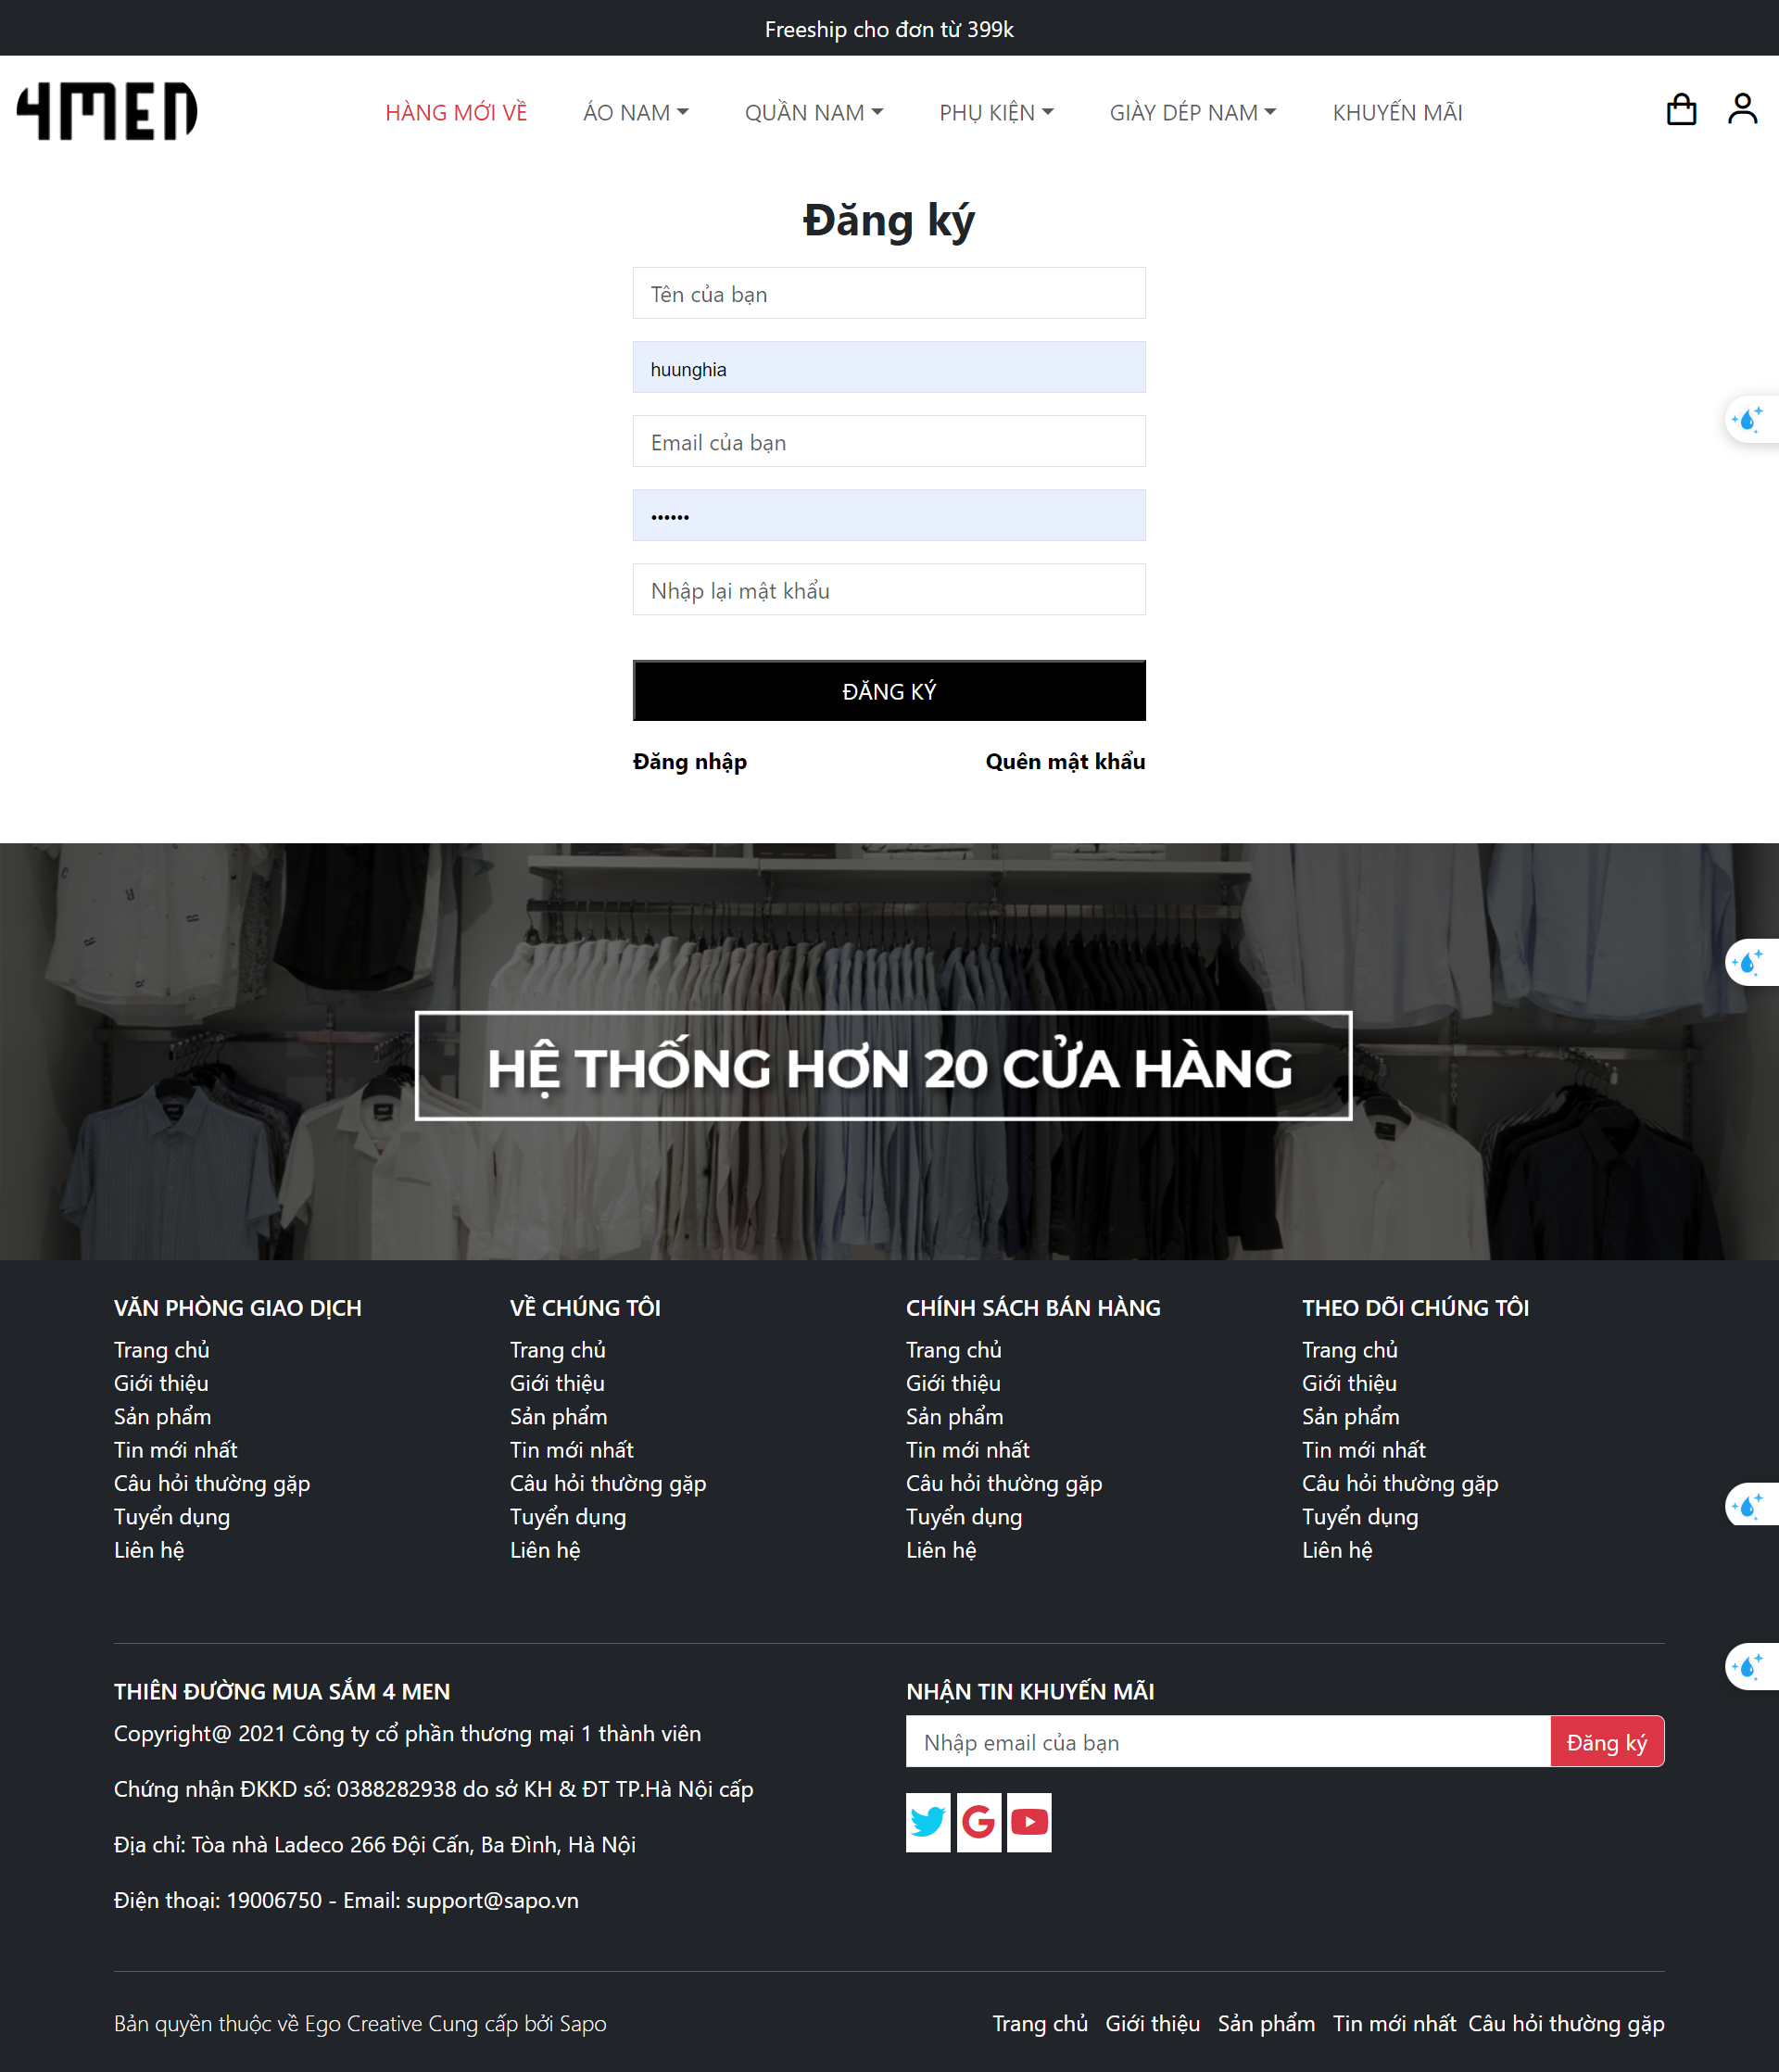 Freeship cho đơn từ 399k
4MEN
HÀNG MỚI VỀ ÁO NAM QUẦN NAM PHỤ KIỆN GIÀY DÉP NAM KHUYẾN MÃI
Đăng ký
Tên của bạn
huunghia
Email của bạn
••••••
Nhập lại mật khẩu
ĐĂNG KÝ
Đăng nhập Quên mật khẩu
HỆ THỐNG HƠN 20 CỬA HÀNG
VĂN PHÒNG GIAO DỊCH
Trang chủ
Giới thiệu
Sản phẩm
Tin mới nhất
Câu hỏi thường gặp
Tuyển dụng
Liên hệ
VỀ CHÚNG TÔI
Trang chủ
Giới thiệu
Sản phẩm
Tin mới nhất
Câu hỏi thường gặp
Tuyển dụng
Liên hệ
CHÍNH SÁCH BÁN HÀNG
Trang chủ
Giới thiệu
Sản phẩm
Tin mới nhất
Câu hỏi thường gặp
Tuyển dụng
Liên hệ
THEO DÕI CHÚNG TÔI
Trang chủ
Giới thiệu
Sản phẩm
Tin mới nhất
Câu hỏi thường gặp
Tuyển dụng
Liên hệ
THIÊN ĐƯỜNG MUA SẮM 4 MEN
Copyright@ 2021 Công ty cổ phần thương mại 1 thành viên
Chứng nhận ĐKKD số: 0388282938 do sở KH & ĐT TP.Hà Nội cấp
Địa chỉ: Tòa nhà Ladeco 266 Đội Cấn, Ba Đình, Hà Nội
Điện thoại: 19006750 - Email: support@sapo.vn
NHẬN TIN KHUYẾN MÃI
Nhập email của bạn Đăng ký
Bản quyền thuộc về Ego Creative Cung cấp bởi Sapo
Trang chủ Giới thiệu Sản phẩm Tin mới nhất Câu hỏi thường gặp